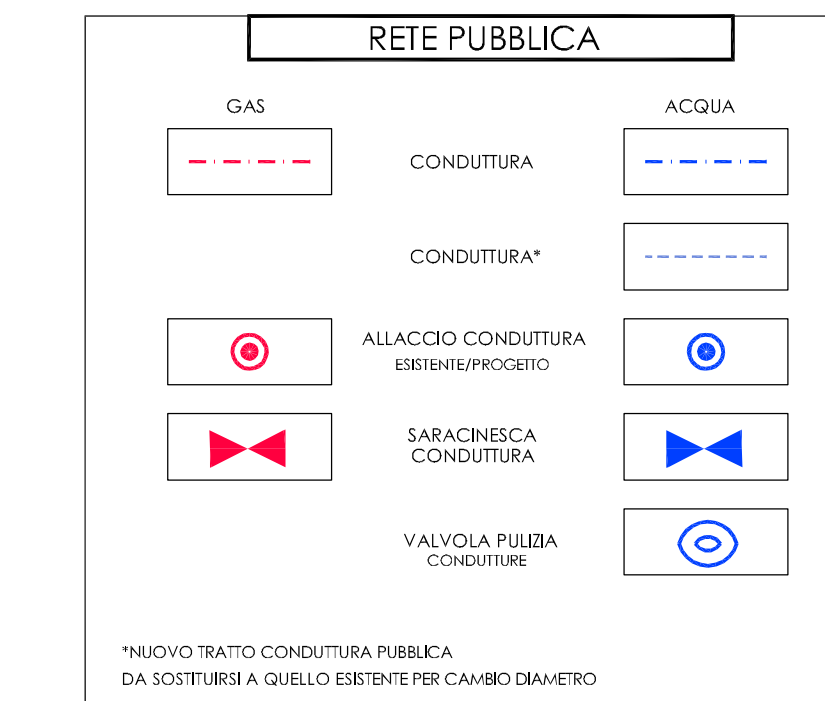 RETE PUBBLICA
GAS
ACQUA
CONDUTTURA
CONDUTTURA*
ALLACCIO CONDUTTURA
ESISTENTE/PROGETTO
SARACINESCA
CONDUTTURA
VALVOLA PULIZIA
CONDUTTURE
*NUOVO TRATTO CONDUTTURA PUBBLICA
DA SOSTITUIRSI A QUELLO ESISTENTE PER CAMBIO DIAMETRO